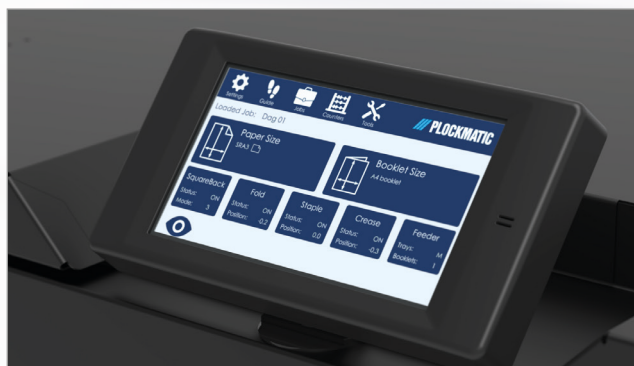 Settings
Guide
Jobs
Counters
Tools
PLOCKMATIC
Loaded Job: Dag 01
Paper Size
SRA3
Booklet Size
A4 booklet
SquareBack
Status: ON
Mode: 3
Fold
Status: ON
Position: -0.2
Staple
Status: ON
Position: 0.0
Crease
Status: ON
Position: -0.3
Feeder
Trays: M
Booklets: 1